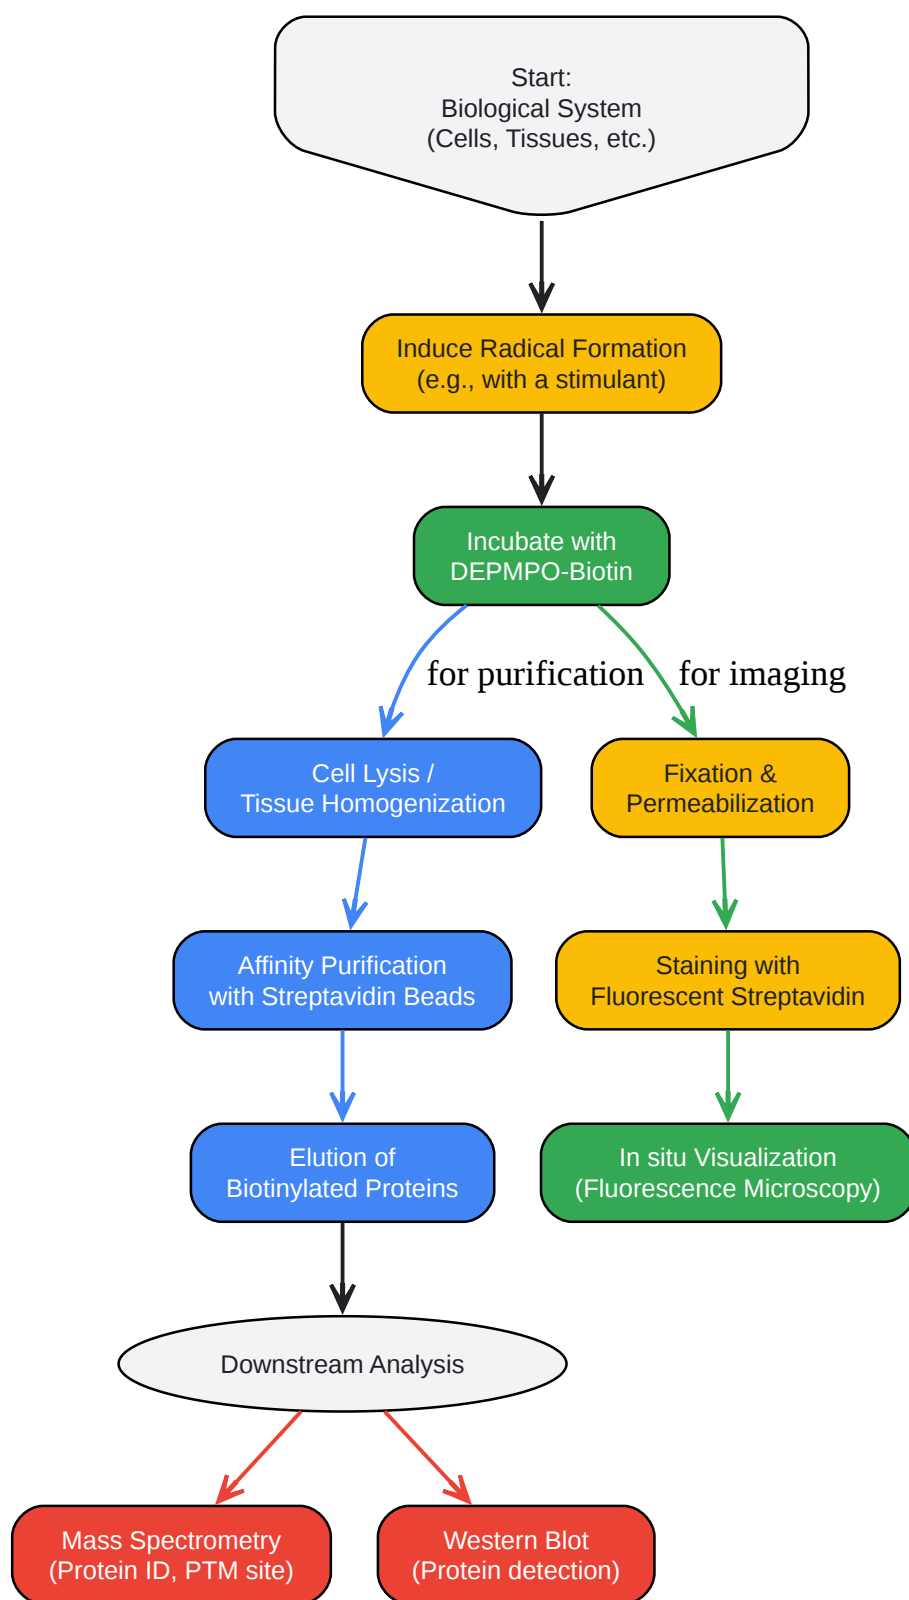 Start:
Biological System
(Cells, Tissues, etc.)
Induce Radical Formation
(e.g., with a stimulant)
Incubate with
DEPMPO-Biotin
for purification
for imaging
Cell Lysis /
Tissue Homogenization
Fixation &
Permeabilization
Affinity Purification
with Streptavidin Beads
Staining with
Fluorescent Streptavidin
Elution of
Biotinylated Proteins
In situ Visualization
(Fluorescence Microscopy)
Downstream Analysis
Mass Spectrometry
(Protein ID, PTM site)
Western Blot
(Protein detection)